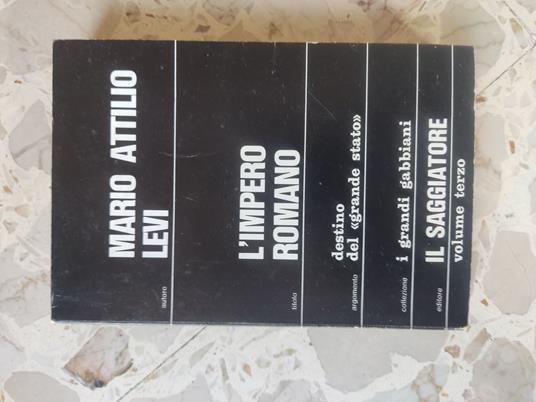 autore
MARIO ATTILIO
LEVI
titolo
L'IMPERO
ROMANO
argomento
destino
del «grande stato»
collezione
i grandi gabbiani
editore
IL SAGGIATORE
volume terzo